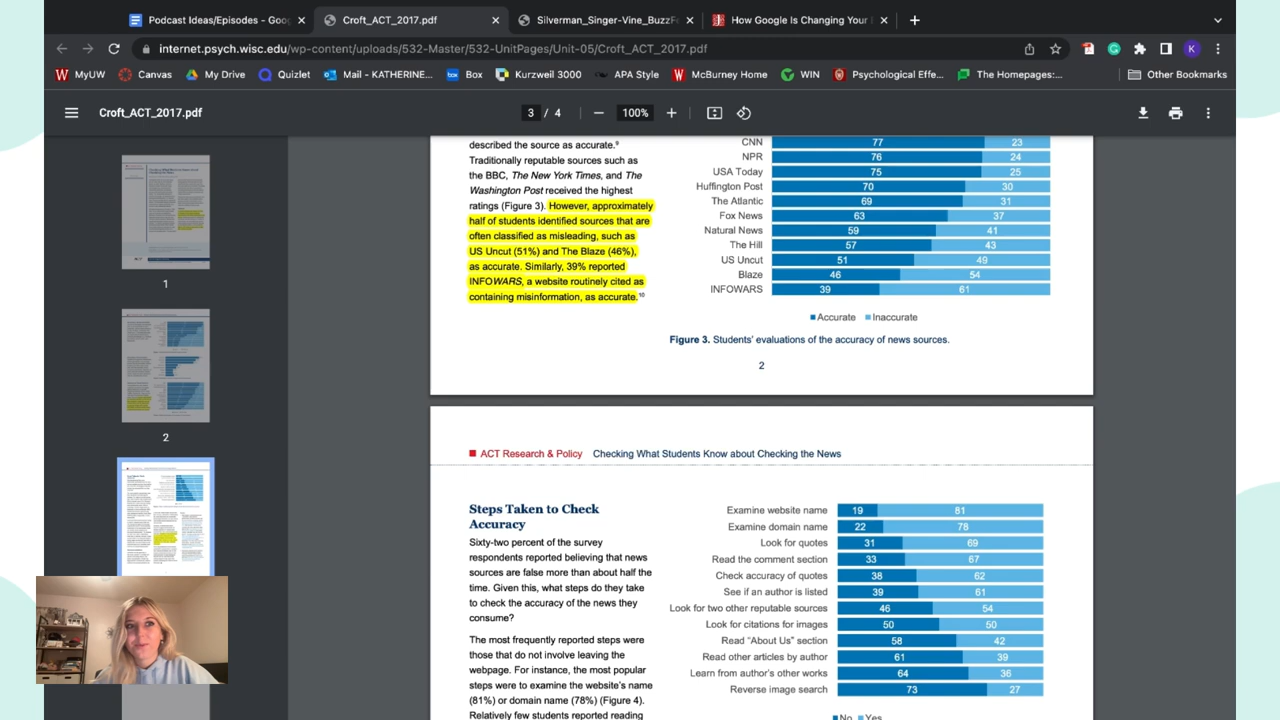 Podcast Ideas/Episodes - Goo
Croft_ACT_2017.pdf
Silverman_Singer-Vine_BuzzF
How Google Is Changing Your
internet.psych.wisc.edu/wp-content/uploads/532-Master/532-UnitPages/Unit-05/Croft_ACT_2017.pdf
K
MyUW
Canvas
My Drive
Quizlet
Mail - KATHERINE...
Box
Kurzweil 3000
APA Style
McBurney Home
WIN
Psychological Effe...
The Homepages:...
Other Bookmarks
Croft_ACT_2017.pdf
3 / 4
100%
1
2
described the source as accurate.⁹
Traditionally reputable sources such as
the BBC, The New York Times, and The
Washington Post received the highest
ratings (Figure 3). However, approximately
half of students identified sources that are
often classified as misleading, such as
US Uncut (51%) and The Blaze (46%),
as accurate. Similarly, 39% reported
INFOWARS, a website routinely cited as
containing misinformation, as accurate.¹⁰
CNN 77 23
NPR 76 24
USA Today 75 25
Huffington Post 70 30
The Atlantic 69 31
Fox News 63 37
Natural News 59 41
The Hill 57 43
US Uncut 51 49
Blaze 46 54
INFOWARS 39 61
Accurate Inaccurate
Figure 3. Students' evaluations of the accuracy of news sources.
2
ACT Research & Policy Checking What Students Know about Checking the News
Steps Taken to Check
Accuracy
Sixty-two percent of the survey
respondents reported believing that news
sources are false more than about half the
time. Given this, what steps do they take
to check the accuracy of the news they
consume?
The most frequently reported steps were
those that do not involve leaving the
webpage. For instance, the most popular
steps were to examine the website's name
(81%) or domain name (78%) (Figure 4).
Relatively few students reported reading
Examine website name 19 81
Examine domain name 22 78
Look for quotes 31 69
Read the comment section 33 67
Check accuracy of quotes 38 62
See if an author is listed 39 61
Look for two other reputable sources 46 54
Look for citations for images 50 50
Read "About Us" section 58 42
Read other articles by author 61 39
Learn from author's other works 64 36
Reverse image search 73 27
No Yes